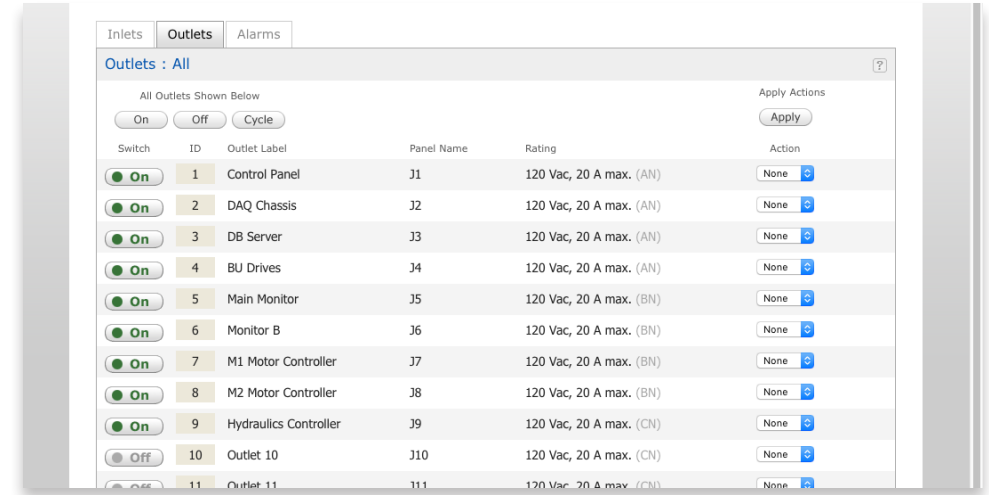 Inlets Outlets Alarms
Outlets : All ?
All Outlets Shown Below Apply Actions
On Off Cycle Apply
Switch ID Outlet Label Panel Name Rating Action
On 1 Control Panel J1 120 Vac, 20 A max. (AN) None
On 2 DAQ Chassis J2 120 Vac, 20 A max. (AN) None
On 3 DB Server J3 120 Vac, 20 A max. (AN) None
On 4 BU Drives J4 120 Vac, 20 A max. (AN) None
On 5 Main Monitor J5 120 Vac, 20 A max. (BN) None
On 6 Monitor B J6 120 Vac, 20 A max. (BN) None
On 7 M1 Motor Controller J7 120 Vac, 20 A max. (BN) None
On 8 M2 Motor Controller J8 120 Vac, 20 A max. (BN) None
On 9 Hydraulics Controller J9 120 Vac, 20 A max. (CN) None
Off 10 Outlet 10 J10 120 Vac, 20 A max. (CN) None
Off 11 Outlet 11 J11 120 Vac, 20 A max. (CN) None